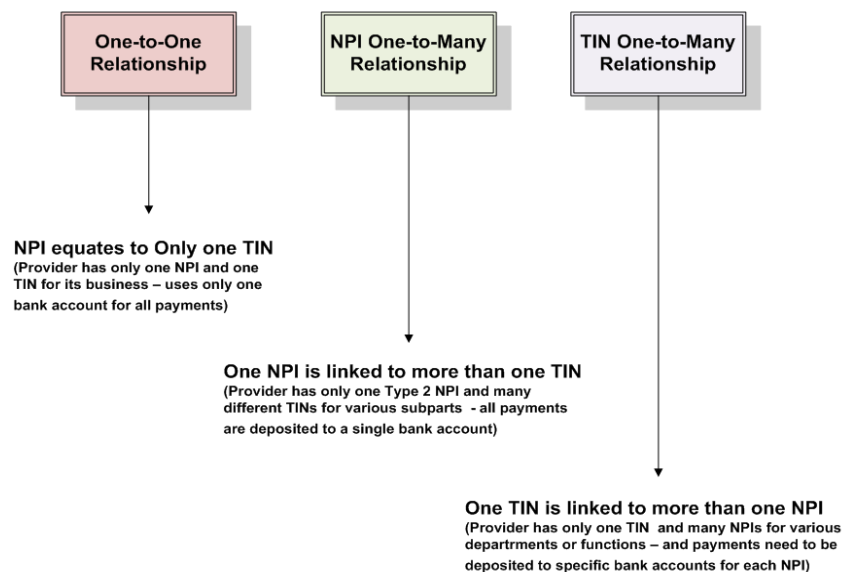 One-to-One
Relationship
NPI One-to-Many
Relationship
TIN One-to-Many
Relationship
NPI equates to Only one TIN
(Provider has only one NPI and one
TIN for its business – uses only one
bank account for all payments)
One NPI is linked to more than one TIN
(Provider has only one Type 2 NPI and many
different TINs for various subparts - all payments
are deposited to a single bank account)
One TIN is linked to more than one NPI
(Provider has only one TIN and many NPIs for various
departrments or functions – and payments need to be
deposited to specific bank accounts for each NPI)